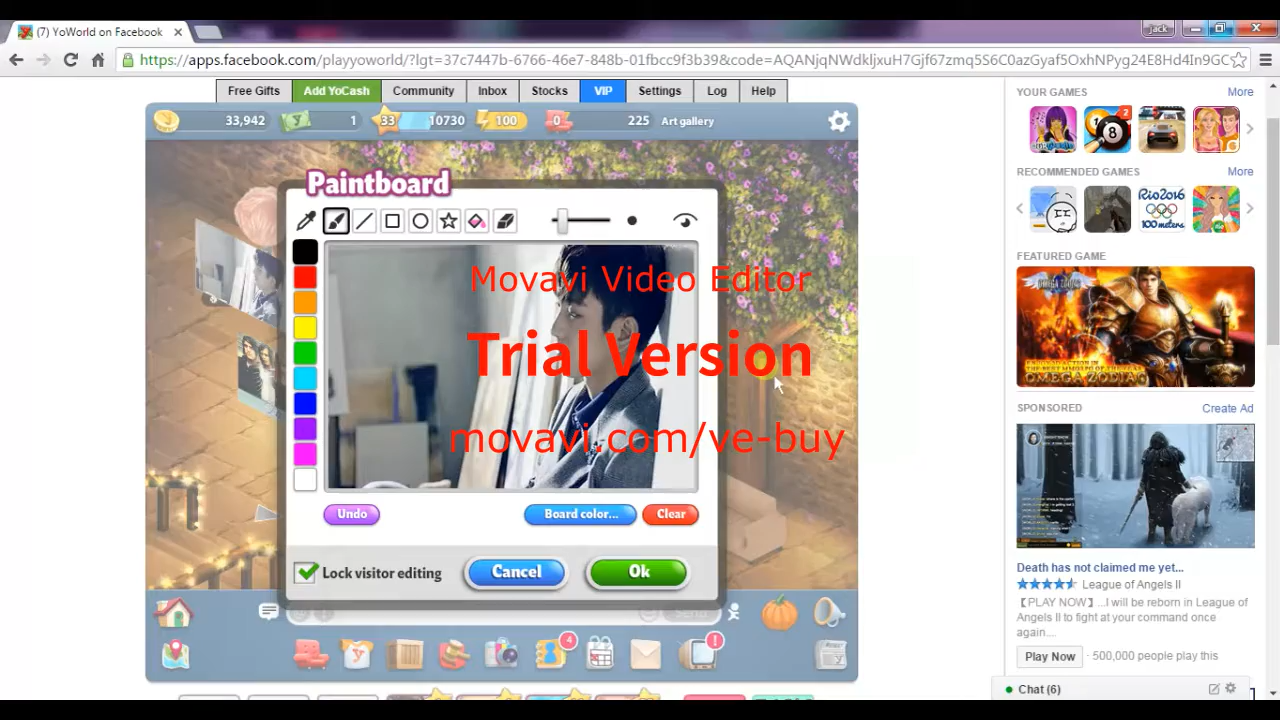 (7) YoWorld on Facebook
jack
https://apps.facebook.com/playyoworld/?lgt=37c7447b-6766-4fe7-848b-01fbcc9f3b39&code=AQANjqNWdkljxuH7Gjf67zmq5S6C0azGyaf5OxhNPyg24E8Hd4In9GC
Free Gifts
Add YoCash
Community
Inbox
Stocks
VIP
Settings
Log
Help
33,942
1
33
10730
100
0
225
Art gallery
Paintboard
Movavi Video Editor
Trial Version
movavi.com/ve-buy
Undo
Board color...
Clear
Lock visitor editing
Cancel
Ok
4
!
YOUR GAMES
More
2
RECOMMENDED GAMES
More
RIO2016
100 meters
FEATURED GAME
OMEGA ZODIAC
SPONSORED
Create Ad
Death has not claimed me yet...
League of Angels II
【PLAY NOW】...I will be reborn in League
of Angels II to fight at your command once
again....
Play Now
· 500,000 people play this
Chat (6)